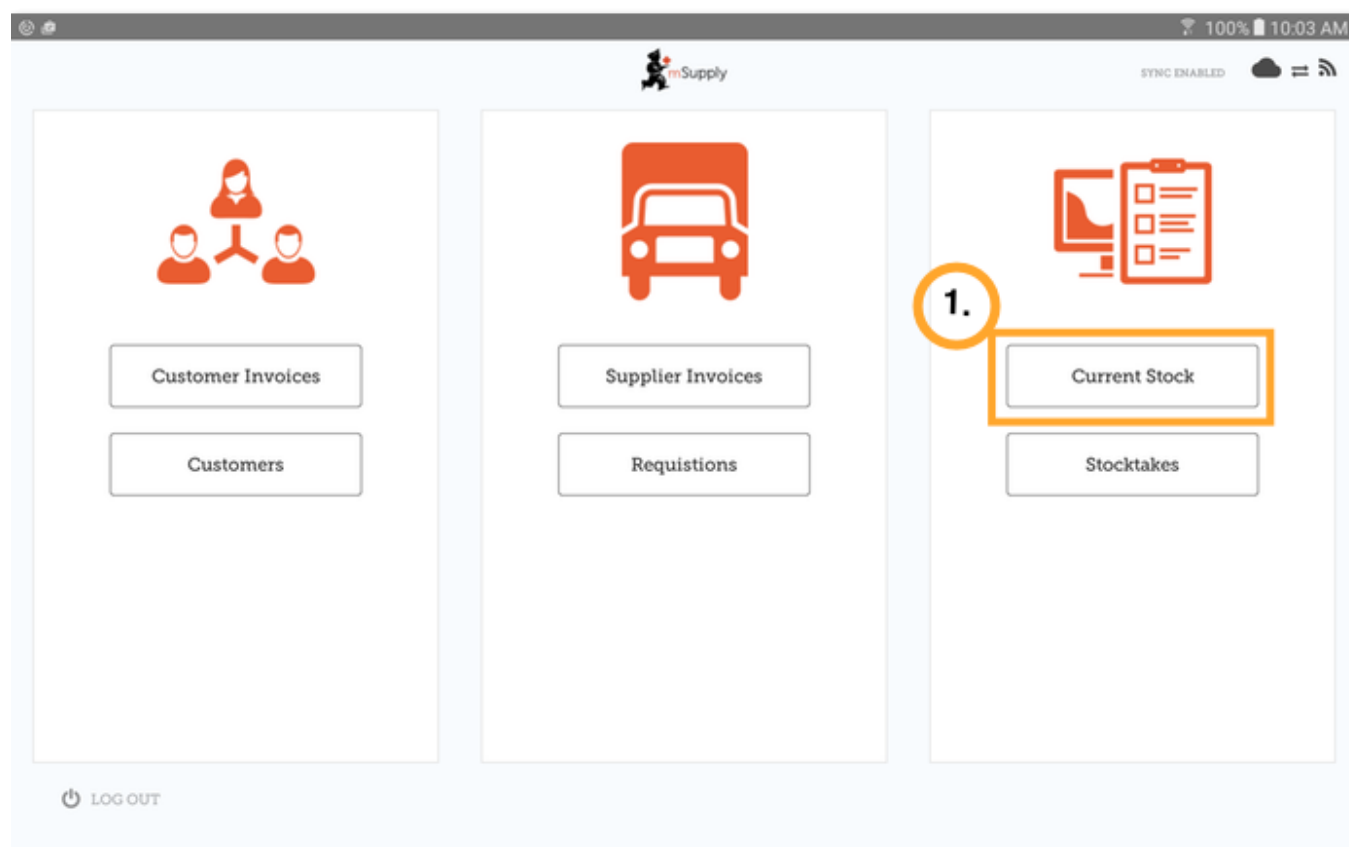 100% 10:03 AM
mSupply
SYNC ENABLED
1.
Customer Invoices
Supplier Invoices
Current Stock
Customers
Requistions
Stocktakes
LOG OUT